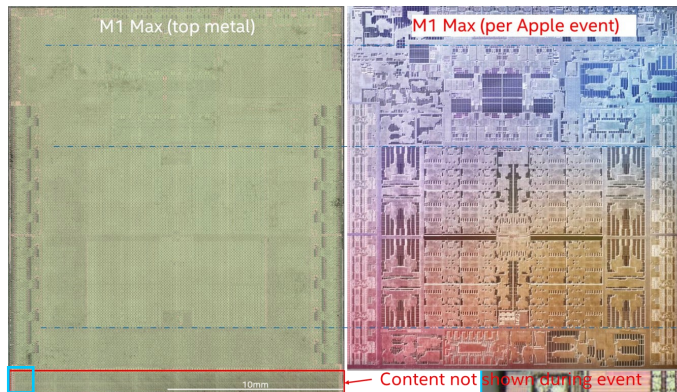 M1 Max (top metal)
M1 Max (per Apple event)
10mm
Content not shown during event